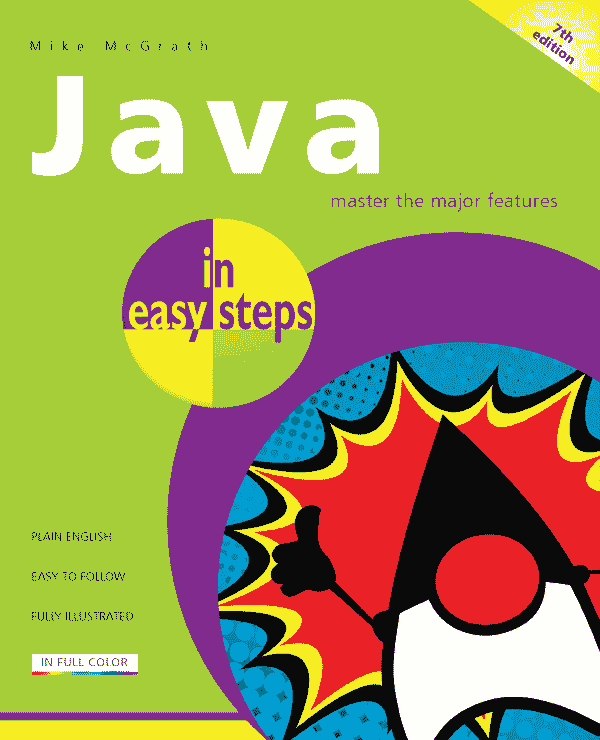 Mike McGrath
7th
edition
Java
master the major features
in
easy steps
PLAIN ENGLISH
EASY TO FOLLOW
FULLY ILLUSTRATED
IN FULL COLOR